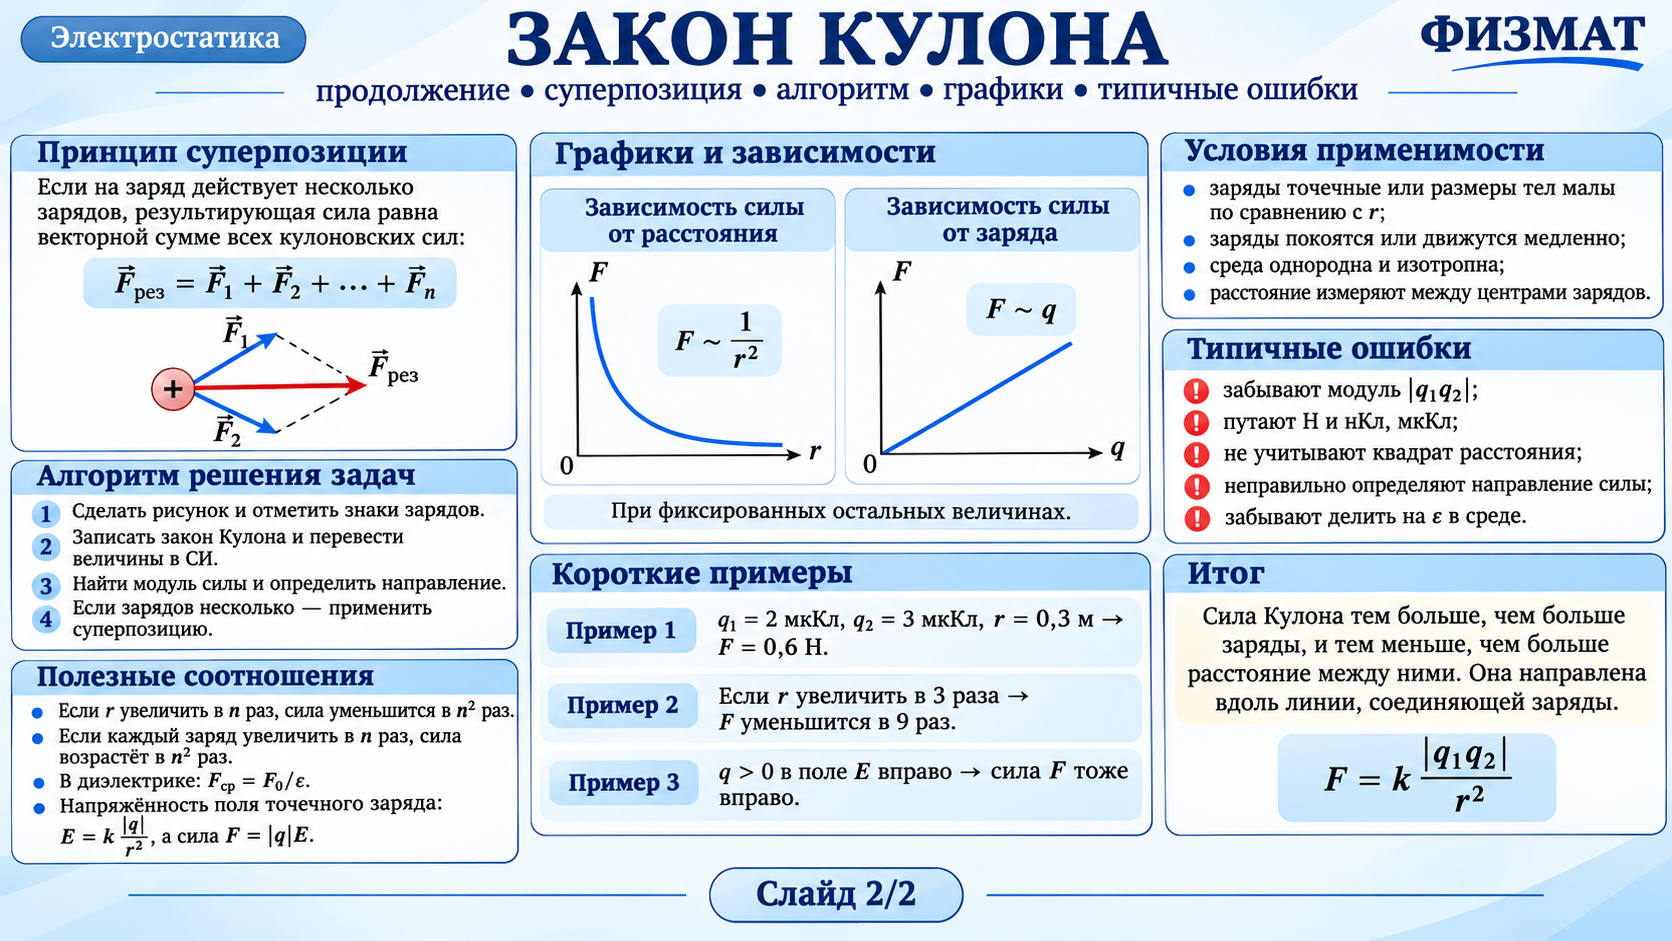 Электростатика
ЗАКОН КУЛОНА
ФИЗМАТ
продолжение • суперпозиция • алгоритм • графики • типичные ошибки
Принцип суперпозиции
Если на заряд действует несколько
зарядов, результирующая сила равна
векторной сумме всех кулоновских сил:
F⃗рез = F⃗₁ + F⃗₂ + … + F⃗ₙ
F⃗₁
F⃗рез
+
F⃗₂
Алгоритм решения задач
1 Сделать рисунок и отметить знаки зарядов.
2 Записать закон Кулона и перевести
величины в СИ.
3 Найти модуль силы и определить направление.
4 Если зарядов несколько — применить
суперпозицию.
Полезные соотношения
• Если r увеличить в n раз, сила уменьшится в n² раз.
• Если каждый заряд увеличить в n раз, сила
возрастёт в n² раз.
• В диэлектрике: Fср = F₀/ε.
• Напряжённость поля точечного заряда:
E = k |q|/r², а сила F = |q|E.
Графики и зависимости
Зависимость силы
от расстояния
F
F ~ 1/r²
0
r
Зависимость силы
от заряда
F
F ~ q
0
q
При фиксированных остальных величинах.
Короткие примеры
Пример 1
q₁ = 2 мкКл, q₂ = 3 мкКл, r = 0,3 м →
F = 0,6 Н.
Пример 2
Если r увеличить в 3 раза →
F уменьшится в 9 раз.
Пример 3
q > 0 в поле E вправо → сила F тоже
вправо.
Условия применимости
• заряды точечные или размеры тел малы
по сравнению с r;
• заряды покоятся или движутся медленно;
• среда однородна и изотропна;
• расстояние измеряют между центрами зарядов.
Типичные ошибки
! забывают модуль |q₁q₂|;
! путают Н и нКл, мкКл;
! не учитывают квадрат расстояния;
! неправильно определяют направление силы;
! забывают делить на ε в среде.
Итог
Сила Кулона тем больше, чем больше
заряды, и тем меньше, чем больше
расстояние между ними. Она направлена
вдоль линии, соединяющей заряды.
F = k |q₁q₂|/r²
Слайд 2/2